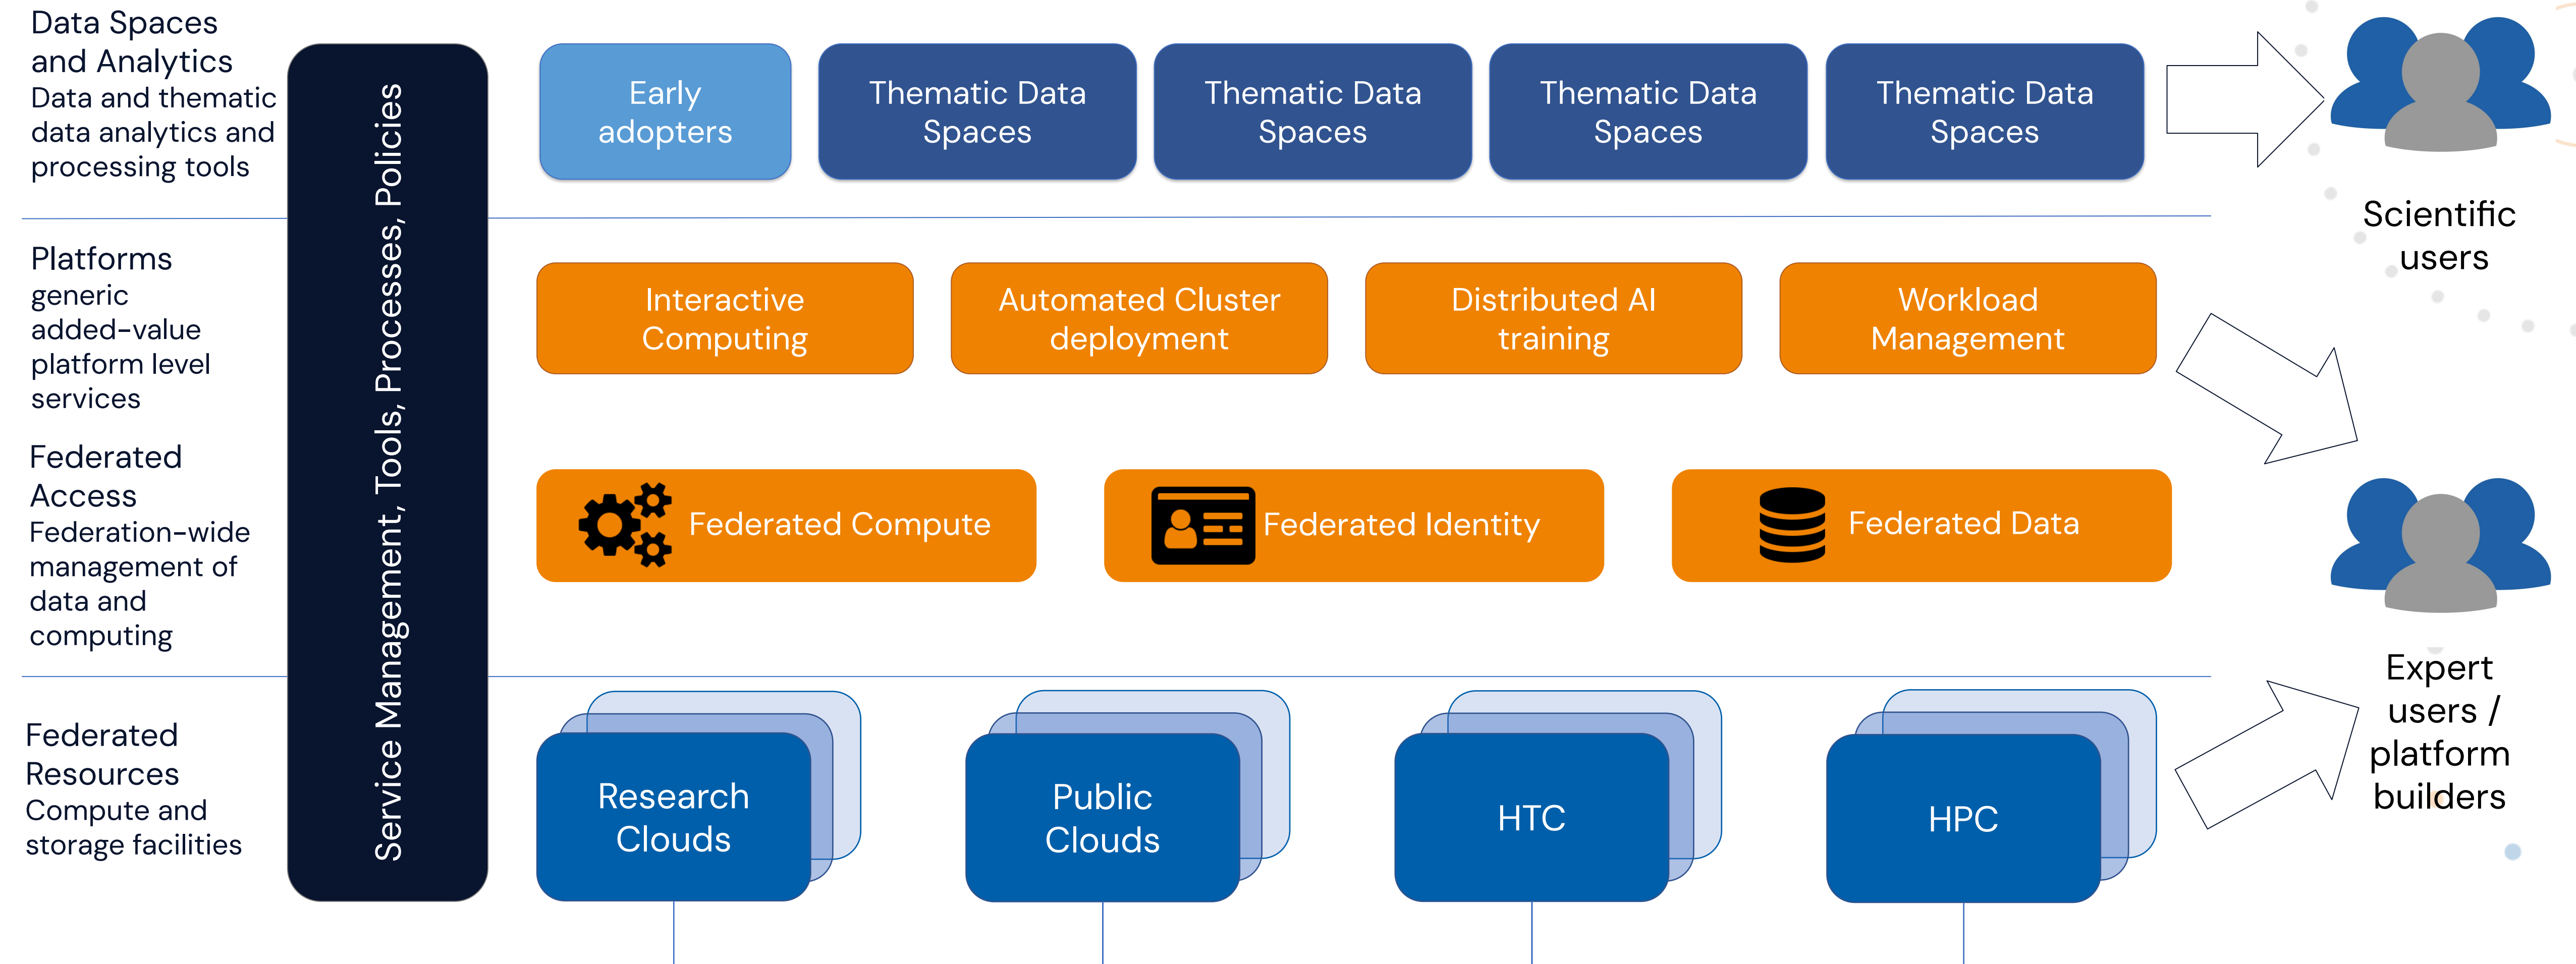 Data Spaces
and Analytics
Data and thematic
data analytics and
processing tools
Service Management, Tools, Processes, Policies
Early
adopters
Thematic Data
Spaces
Thematic Data
Spaces
Thematic Data
Spaces
Thematic Data
Spaces
Scientific
users
Platforms
generic
added-value
platform level
services
Interactive
Computing
Automated Cluster
deployment
Distributed AI
training
Workload
Management
Federated
Access
Federation-wide
management of
data and
computing
Federated Compute
Federated Identity
Federated Data
Expert
users /
platform
builders
Federated
Resources
Compute and
storage facilities
Research
Clouds
Public
Clouds
HTC
HPC